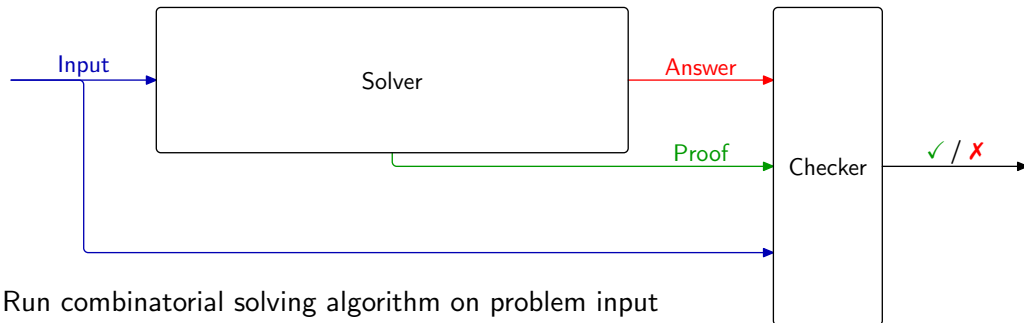 Input
Solver
Answer
Proof
Checker
✓ / ✗
Run combinatorial solving algorithm on problem input